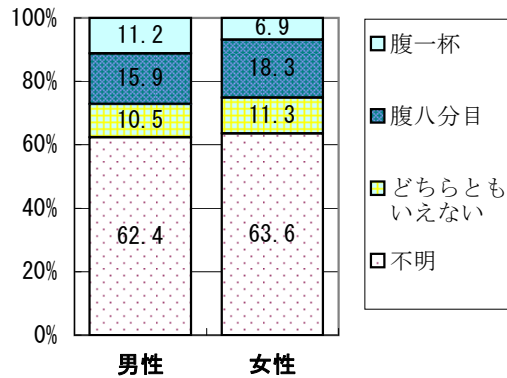 100%
80%
60%
40%
20%
0%
11.2
15.9
10.5
62.4
6.9
18.3
11.3
63.6
男性
女性
腹一杯
腹八分目
どちらとも
いえない
不明